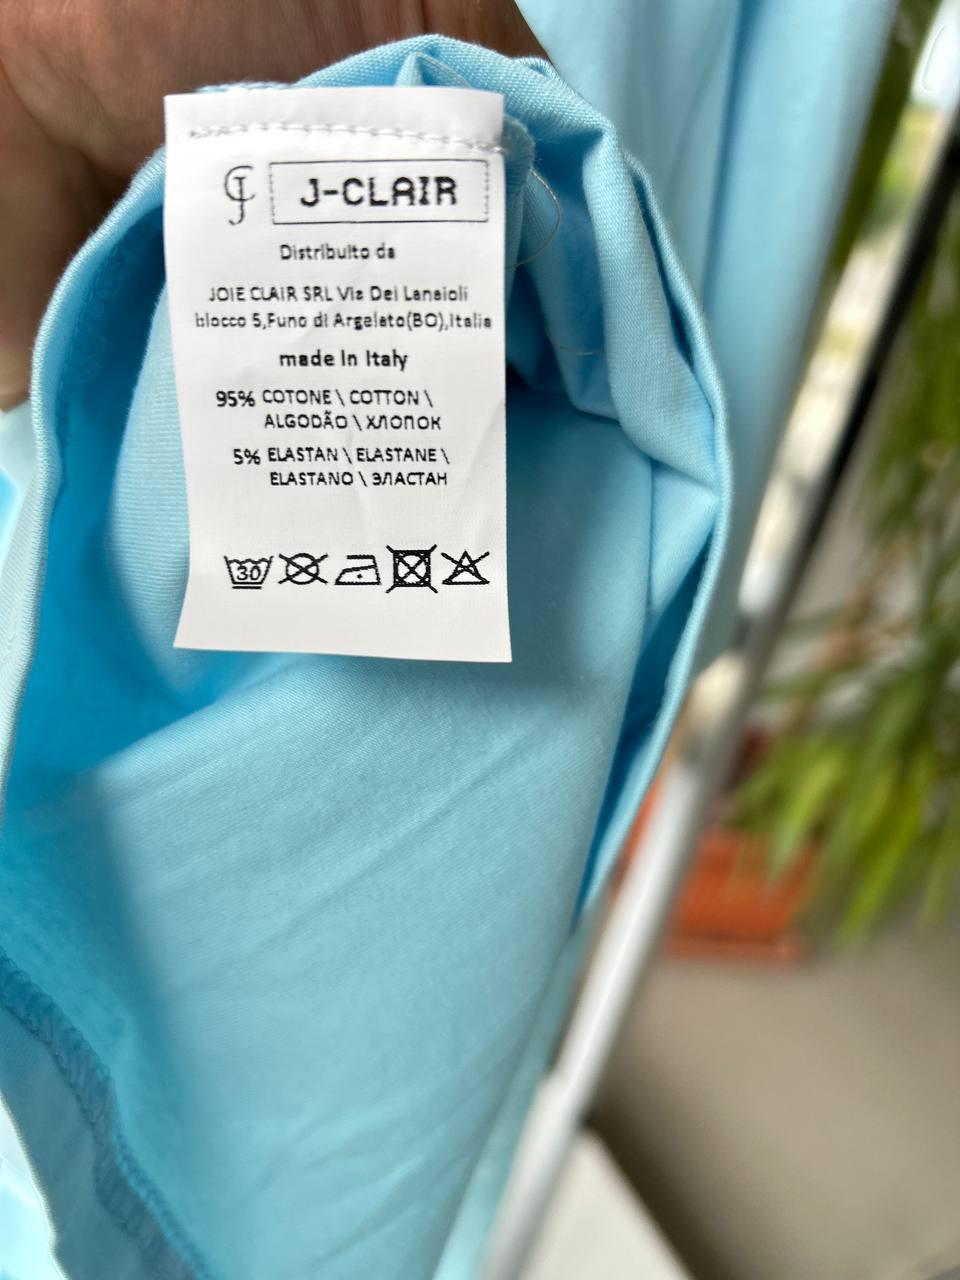 J-CLAIR
Distribuito da
JOIE CLAIR SRL Via Dei Lanaioli
blocco 5,Funo di Argelato(BO),Italia
made In Italy
95% COTONE \ COTTON \
ALGODÃO \ ХЛОПОК
5% ELASTAN \ ELASTANE \
ELASTANO \ ЭЛАСТАН
30